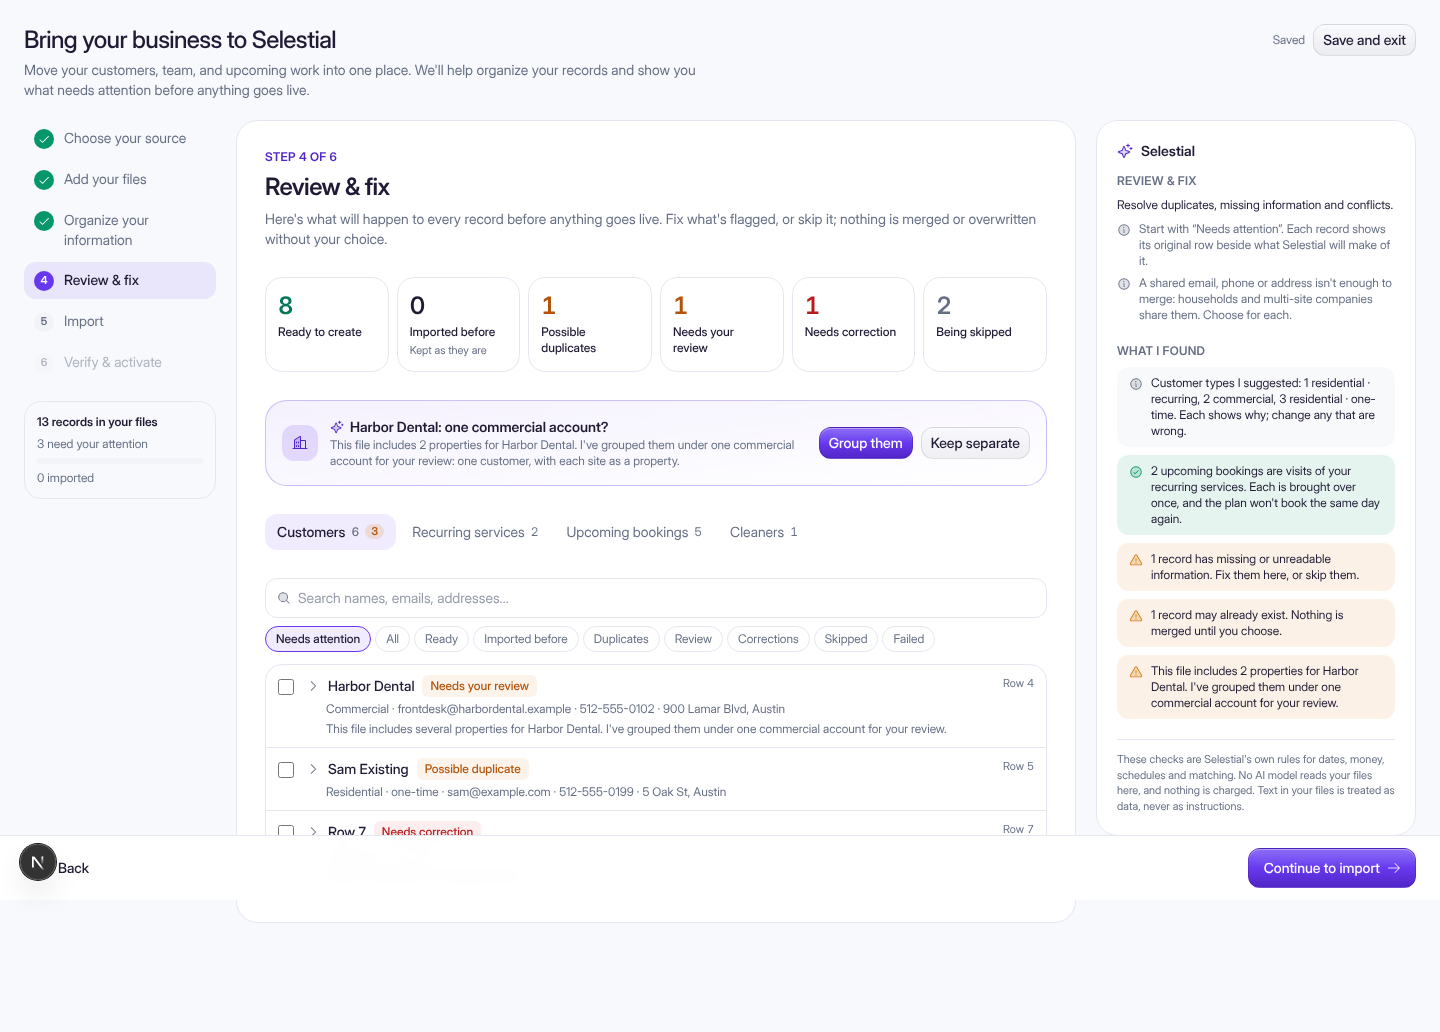 Bring your business to Selestial
Move your customers, team, and upcoming work into one place. We'll help organize your records and show you
what needs attention before anything goes live.
Saved
Save and exit
Choose your source
Add your files
Organize your
information
4
Review & fix
5
Import
6
Verify & activate
13 records in your files
3 need your attention
0 imported
STEP 4 OF 6
Review & fix
Here's what will happen to every record before anything goes live. Fix what's flagged, or skip it; nothing is merged or overwritten
without your choice.
8
Ready to create
0
Imported before
Kept as they are
1
Possible
duplicates
1
Needs your
review
1
Needs correction
2
Being skipped
Harbor Dental: one commercial account?
This file includes 2 properties for Harbor Dental. I've grouped them under one commercial
account for your review: one customer, with each site as a property.
Group them
Keep separate
Customers 6 3
Recurring services 2
Upcoming bookings 5
Cleaners 1
Search names, emails, addresses...
Needs attention
All
Ready
Imported before
Duplicates
Review
Corrections
Skipped
Failed
Harbor Dental Needs your review Row 4
Commercial · frontdesk@harbordental.example · 512-555-0102 · 900 Lamar Blvd, Austin
This file includes several properties for Harbor Dental. I've grouped them under one commercial account for your review.
Sam Existing Possible duplicate Row 5
Residential · one-time · sam@example.com · 512-555-0199 · 5 Oak St, Austin
Row 7 Needs correction Row 7
Selestial
REVIEW & FIX
Resolve duplicates, missing information and conflicts.
Start with “Needs attention”. Each record shows
its original row beside what Selestial will make of
it.
A shared email, phone or address isn't enough to
merge: households and multi-site companies
share them. Choose for each.
WHAT I FOUND
Customer types I suggested: 1 residential ·
recurring, 2 commercial, 3 residential · one-
time. Each shows why; change any that are
wrong.
2 upcoming bookings are visits of your
recurring services. Each is brought over
once, and the plan won't book the same day
again.
1 record has missing or unreadable
information. Fix them here, or skip them.
1 record may already exist. Nothing is
merged until you choose.
This file includes 2 properties for Harbor
Dental. I've grouped them under one
commercial account for your review.
These checks are Selestial's own rules for dates, money,
schedules and matching. No AI model reads your files
here, and nothing is charged. Text in your files is treated as
data, never as instructions.
N
Back
Continue to import